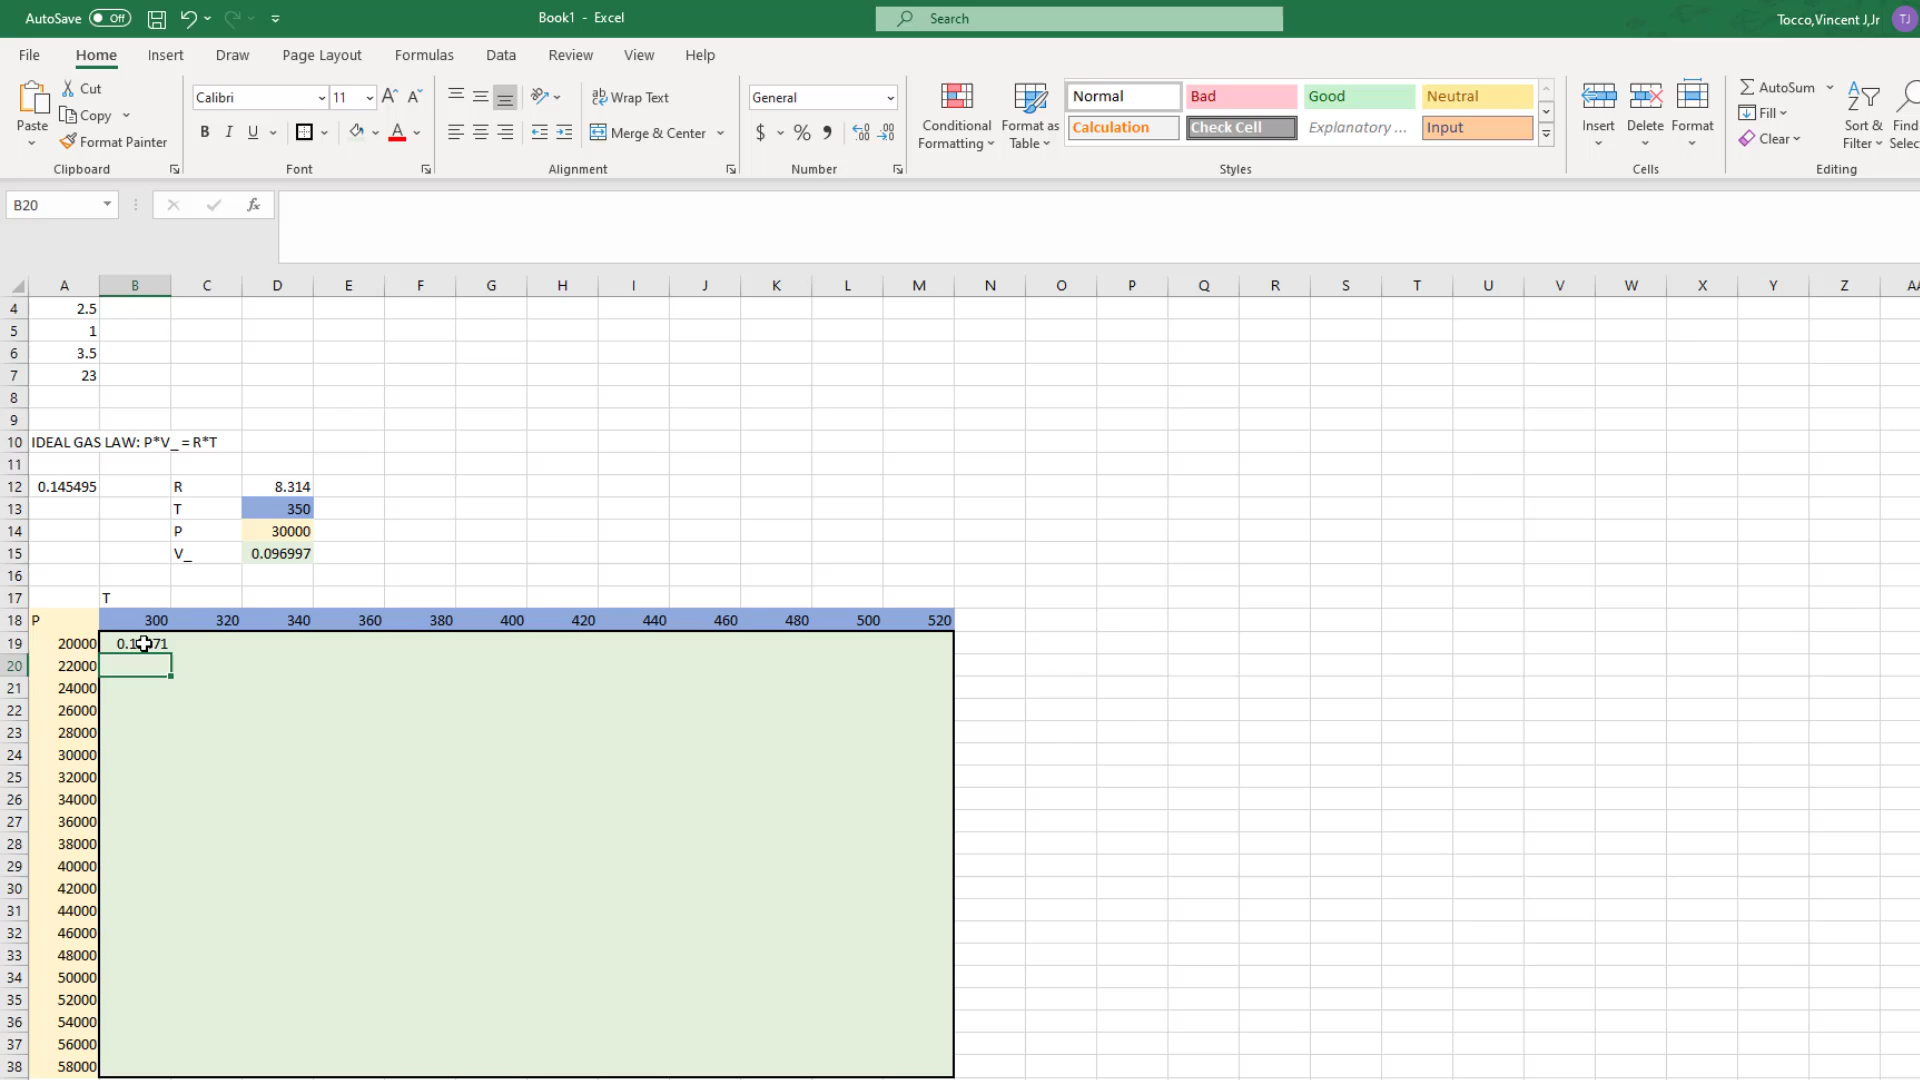 AutoSave Off Book1 - Excel Search Tocco,Vincent J,Jr TJ
File Home Insert Draw Page Layout Formulas Data Review View Help
Paste Cut Copy Format Painter
Calibri 11 A A B I U A
ab Wrap Text Merge & Center
General $ % 9
Conditional Formatting Format as Table
Normal Bad Good Neutral
Calculation Check Cell Explanatory ... Input
Insert Delete Format
AutoSum Fill Clear Sort & Filter Find Selec
Clipboard Font Alignment Number Styles Cells Editing
B20 fx
A B C D E F G H I J K L M N O P Q R S T U V W X Y Z AA
4 2.5
5 1
6 3.5
7 23
8
9
10 IDEAL GAS LAW: P*V_ = R*T
11
12 0.145495 R 8.314
13 T 350
14 P 30000
15 V_ 0.096997
16
17 T
18 P 300 320 340 360 380 400 420 440 460 480 500 520
19 20000
20 22000
21 24000
22 26000
23 28000
24 30000
25 32000
26 34000
27 36000
28 38000
29 40000
30 42000
31 44000
32 46000
33 48000
34 50000
35 52000
36 54000
37 56000
38 58000